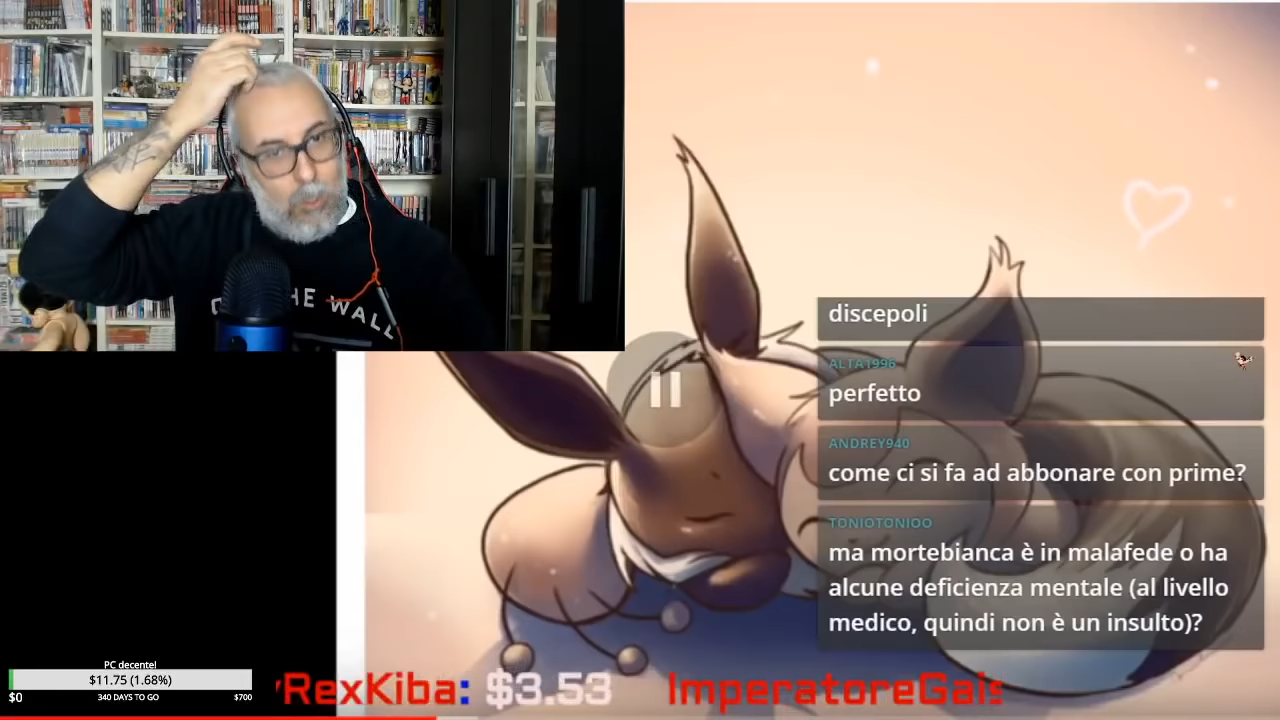 THE WALL
discepoli
ALTA1996
perfetto
ANDREY940
come ci si fa ad abbonare con prime?
TONIOTONIOO
ma mortebianca è in malafede o ha
alcune deficienza mentale (al livello
medico, quindi non è un insulto)?
PC decente!
$11.75 (1.68%)
$0
340 DAYS TO GO
$700
RexKiba: $3.53
ImperatoreGais